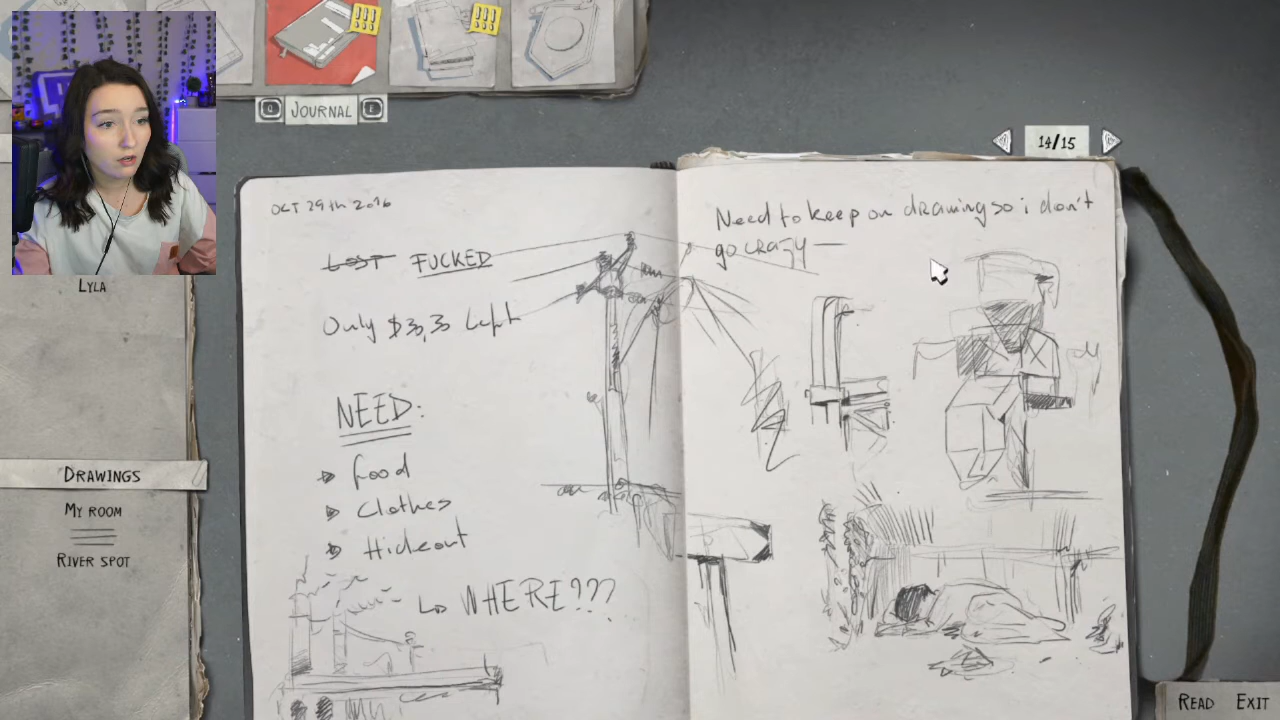 JOURNAL
14/15
OCT 29th 2016
LOST FUCKED
Only $33,33 Left
NEED:
food
Clothes
Hideout
WHERE???
Need to keep on drawing so i don't
go crazy
LYLA
DRAWINGS
MY ROOM
RIVER SPOT
READ EXIT